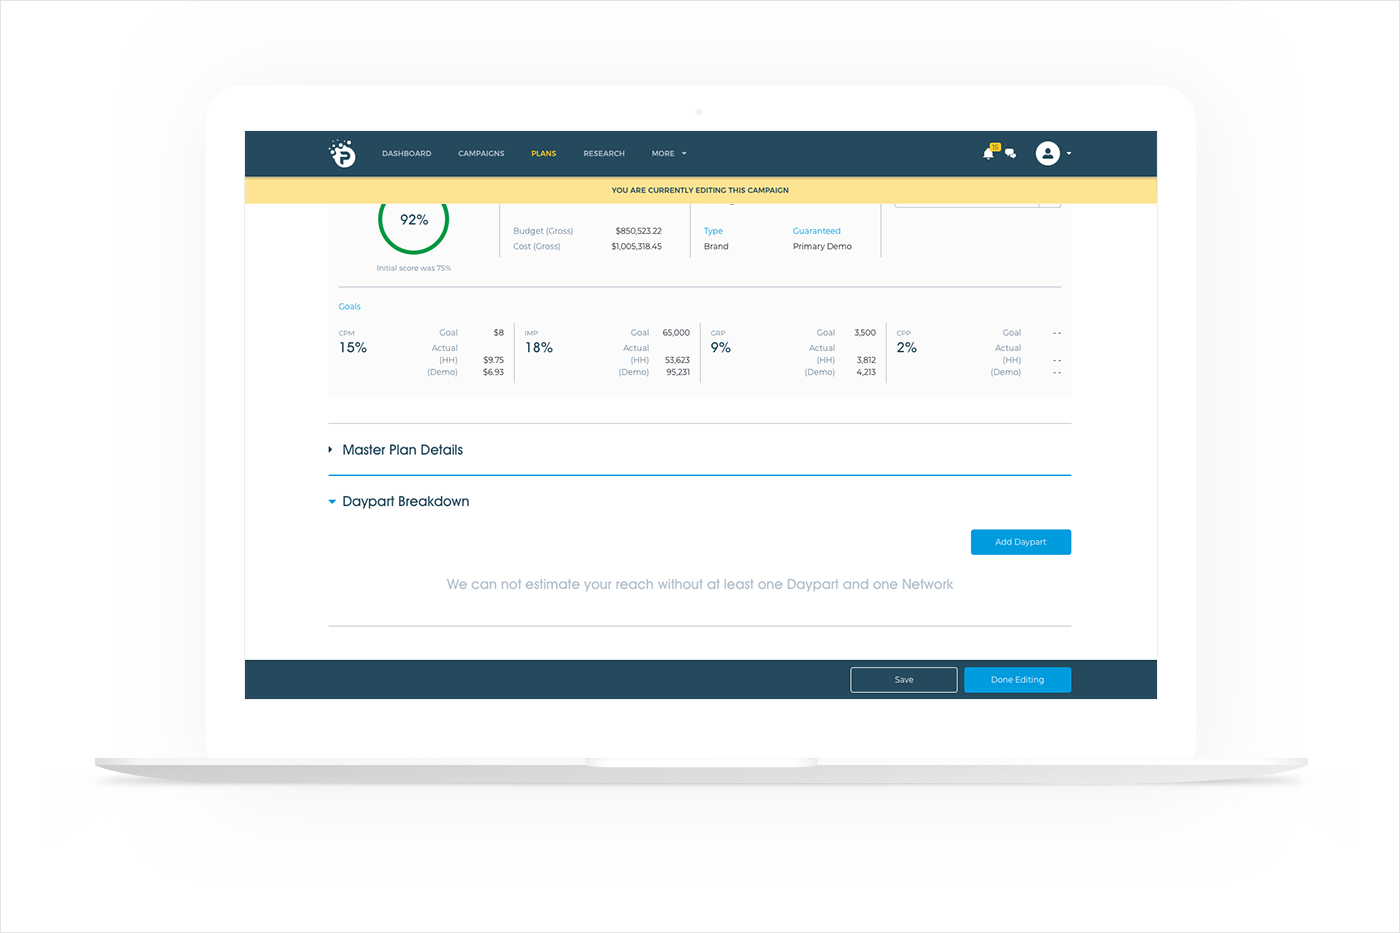 DASHBOARD CAMPAIGNS PLANS RESEARCH MORE 15
YOU ARE CURRENTLY EDITING THIS CAMPAIGN
92%
Initial score was 75%
Budget (Gross) $850,523.22
Cost (Gross) $1,005,318.45
Type
Brand
Guaranteed
Primary Demo
Goals
CPM
15%
Goal $8
Actual
(HH) $9.75
(Demo) $6.93
IMP
18%
Goal 65,000
Actual
(HH) 53,623
(Demo) 95,231
GRP
9%
Goal 3,500
Actual
(HH) 3,812
(Demo) 4,213
CPP
2%
Goal - -
Actual
(HH) - -
(Demo) - -
Master Plan Details
Daypart Breakdown
Add Daypart
We can not estimate your reach without at least one Daypart and one Network
Save Done Editing